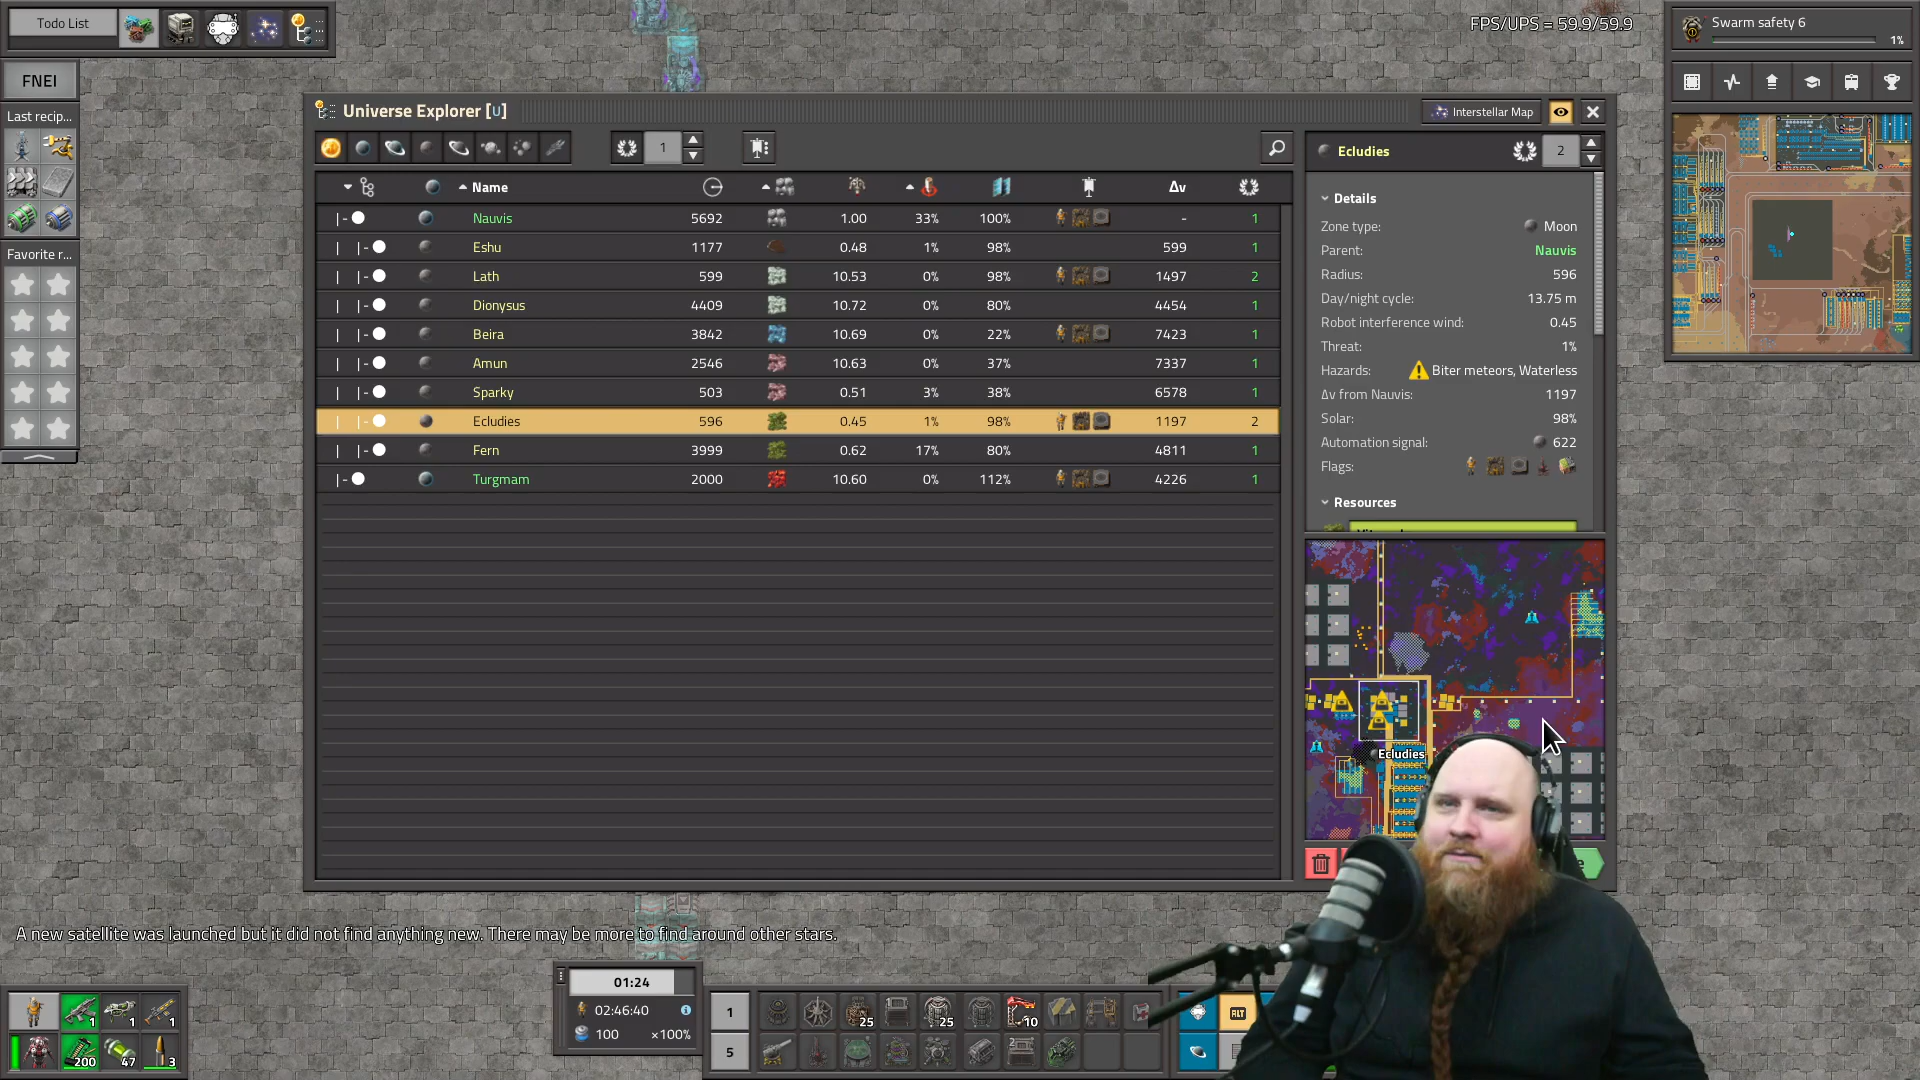 Todo List
FPS/UPS = 59.9/59.9
Swarm safety 6
1%
FNEI
Last recip...
Favorite r...
Universe Explorer [U]
Interstellar Map
1
Name Δv
Nauvis 5692 1.00 33% 100% - 1
Eshu 1177 0.48 1% 98% 599 1
Lath 599 10.53 0% 98% 1497 2
Dionysus 4409 10.72 0% 80% 4454 1
Beira 3842 10.69 0% 22% 7423 1
Amun 2546 10.63 0% 37% 7337 1
Sparky 503 0.51 3% 38% 6578 1
Ecludies 596 0.45 1% 98% 1197 2
Fern 3999 0.62 17% 80% 4811 1
Turgmam 2000 10.60 0% 112% 4226 1
Ecludies 2
Details
Zone type: Moon
Parent: Nauvis
Radius: 596
Day/night cycle: 13.75 m
Robot interference wind: 0.45
Threat: 1%
Hazards: Biter meteors, Waterless
Δv from Nauvis: 1197
Solar: 98%
Automation signal: 622
Flags:
Resources
Ecludies
A new satellite was launched but it did not find anything new. There may be more to find around other stars.
01:24
02:46:40
100 ×100%
1 1 1
200 47 3
1 25 25 10
5 2
ALT